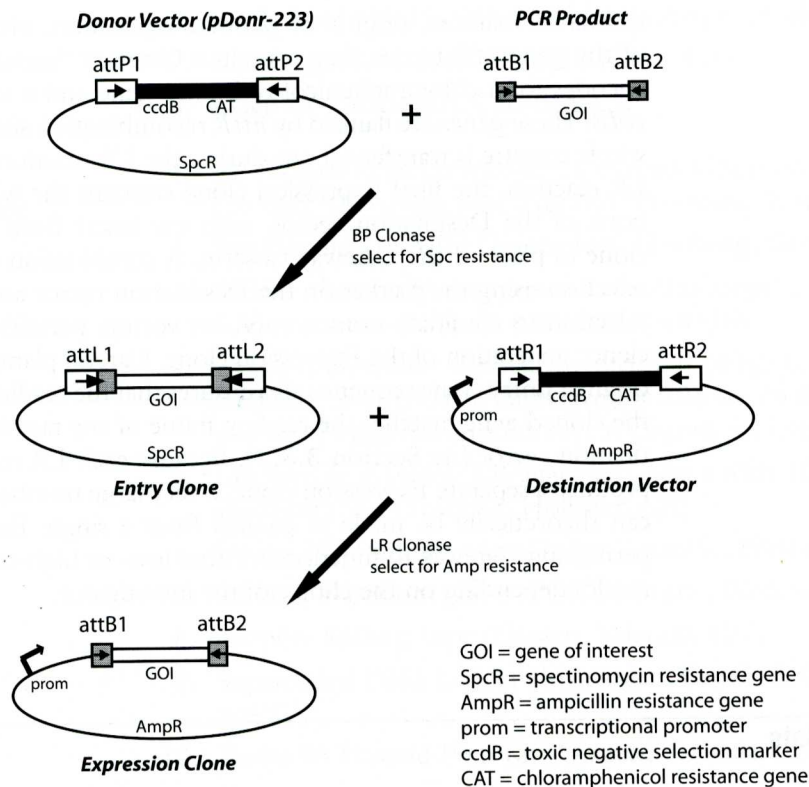 Donor Vector (pDonr-223)
PCR Product
attP1
attP2
ccdB
CAT
SpcR
+
attB1
attB2
GOI
BP Clonase
select for Spc resistance
attL1
attL2
GOI
SpcR
Entry Clone
+
attR1
attR2
prom
ccdB
CAT
AmpR
Destination Vector
LR Clonase
select for Amp resistance
attB1
attB2
prom
GOI
AmpR
Expression Clone
GOI = gene of interest
SpcR = spectinomycin resistance gene
AmpR = ampicillin resistance gene
prom = transcriptional promoter
ccdB = toxic negative selection marker
CAT = chloramphenicol resistance gene